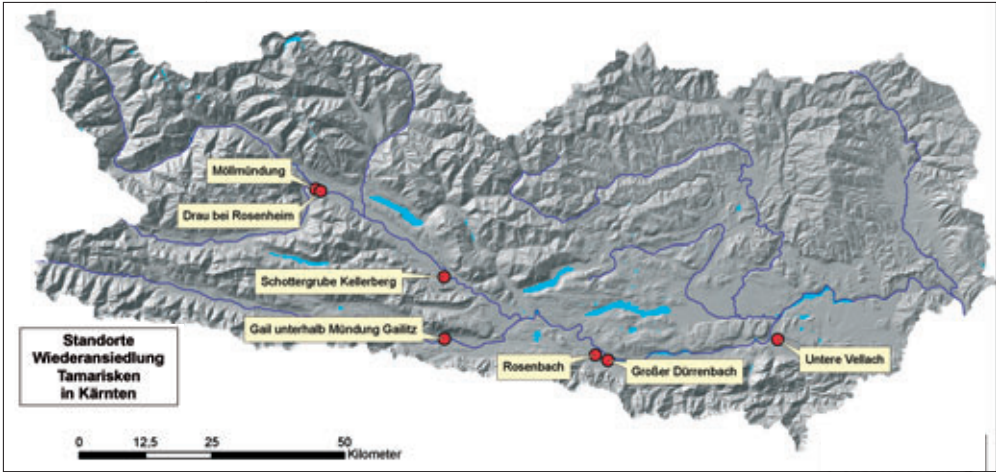 Möllmündung
Drau bei Rosenheim
Schottergrube Kellerberg
Gail unterhalb Mündung Gailitz
Rosenbach
Großer Dürrenbach
Untere Vellach
Standorte
Wiederansiedlung
Tamarisken
in Kärnten
0 12,5 25 50
Kilometer